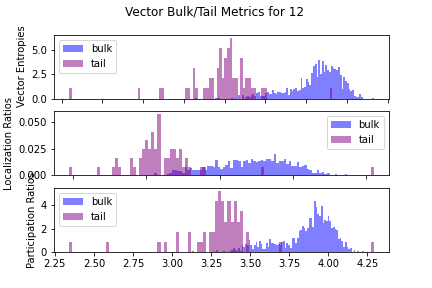 Vector Bulk/Tail Metrics for 12
Vector Entropies
5.0
2.5
0.0
bulk
tail
Localization Ratios
0.050
0.025
0.000
bulk
tail
Participation Ratios
4
2
0
bulk
tail
2.25 2.50 2.75 3.00 3.25 3.50 3.75 4.00 4.25